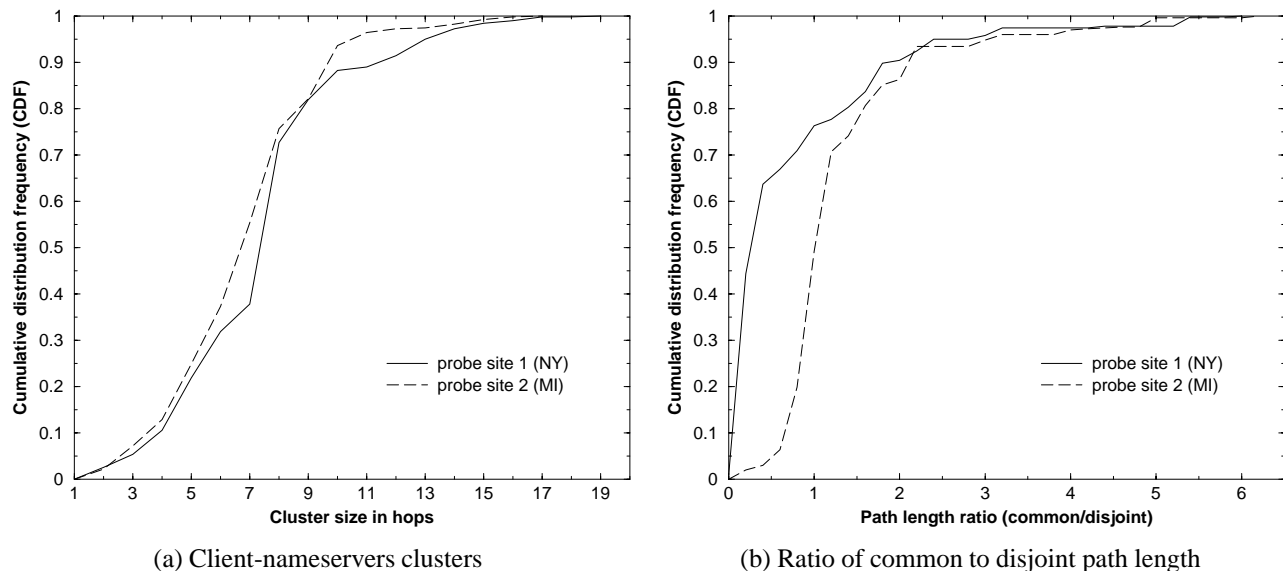 1
0.9
0.8
0.7
0.6
0.5
0.4
0.3
0.2
0.1
0
Cumulative distribution frequency (CDF)
probe site 1 (NY)
probe site 2 (MI)
1 3 5 7 9 11 13 15 17 19
Cluster size in hops
(a) Client-nameservers clusters
1
0.9
0.8
0.7
0.6
0.5
0.4
0.3
0.2
0.1
0
Cumulative distribution frequency (CDF)
probe site 1 (NY)
probe site 2 (MI)
0 1 2 3 4 5 6
Path length ratio (common/disjoint)
(b) Ratio of common to disjoint path length